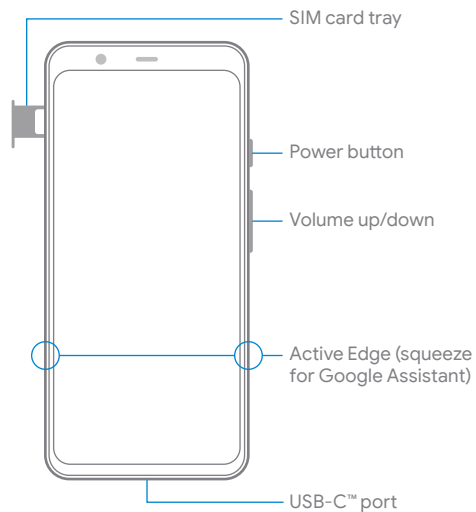 SIM card tray
Power button
Volume up/down
Active Edge (squeeze
for Google Assistant)
USB-C™ port